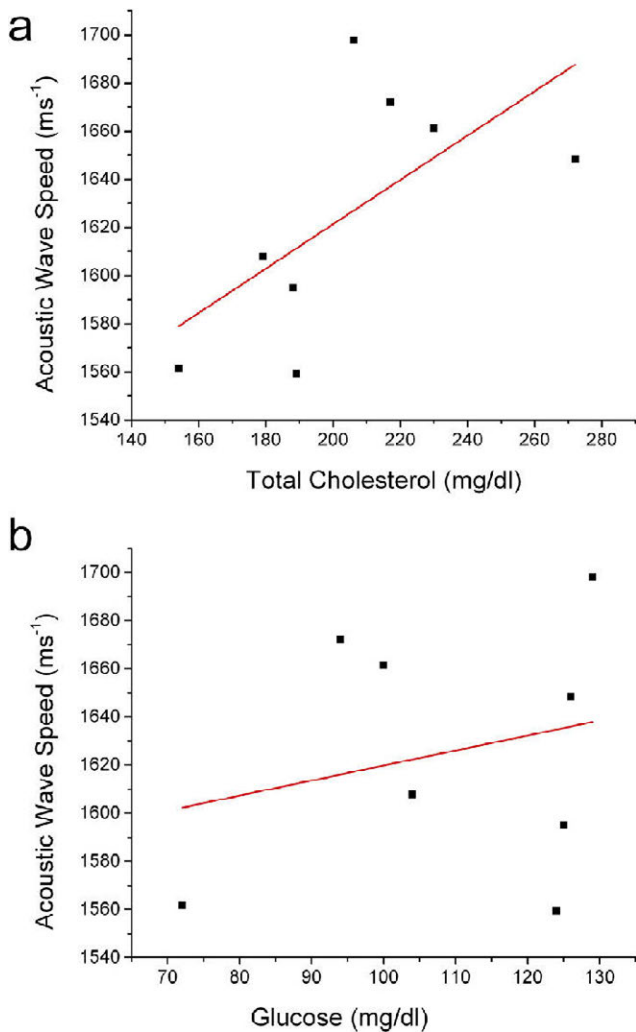 a
Acoustic Wave Speed (ms⁻¹)
1700
1680
1660
1640
1620
1600
1580
1560
1540
140 160 180 200 220 240 260 280
Total Cholesterol (mg/dl)
b
Acoustic Wave Speed (ms⁻¹)
1700
1680
1660
1640
1620
1600
1580
1560
1540
70 80 90 100 110 120 130
Glucose (mg/dl)